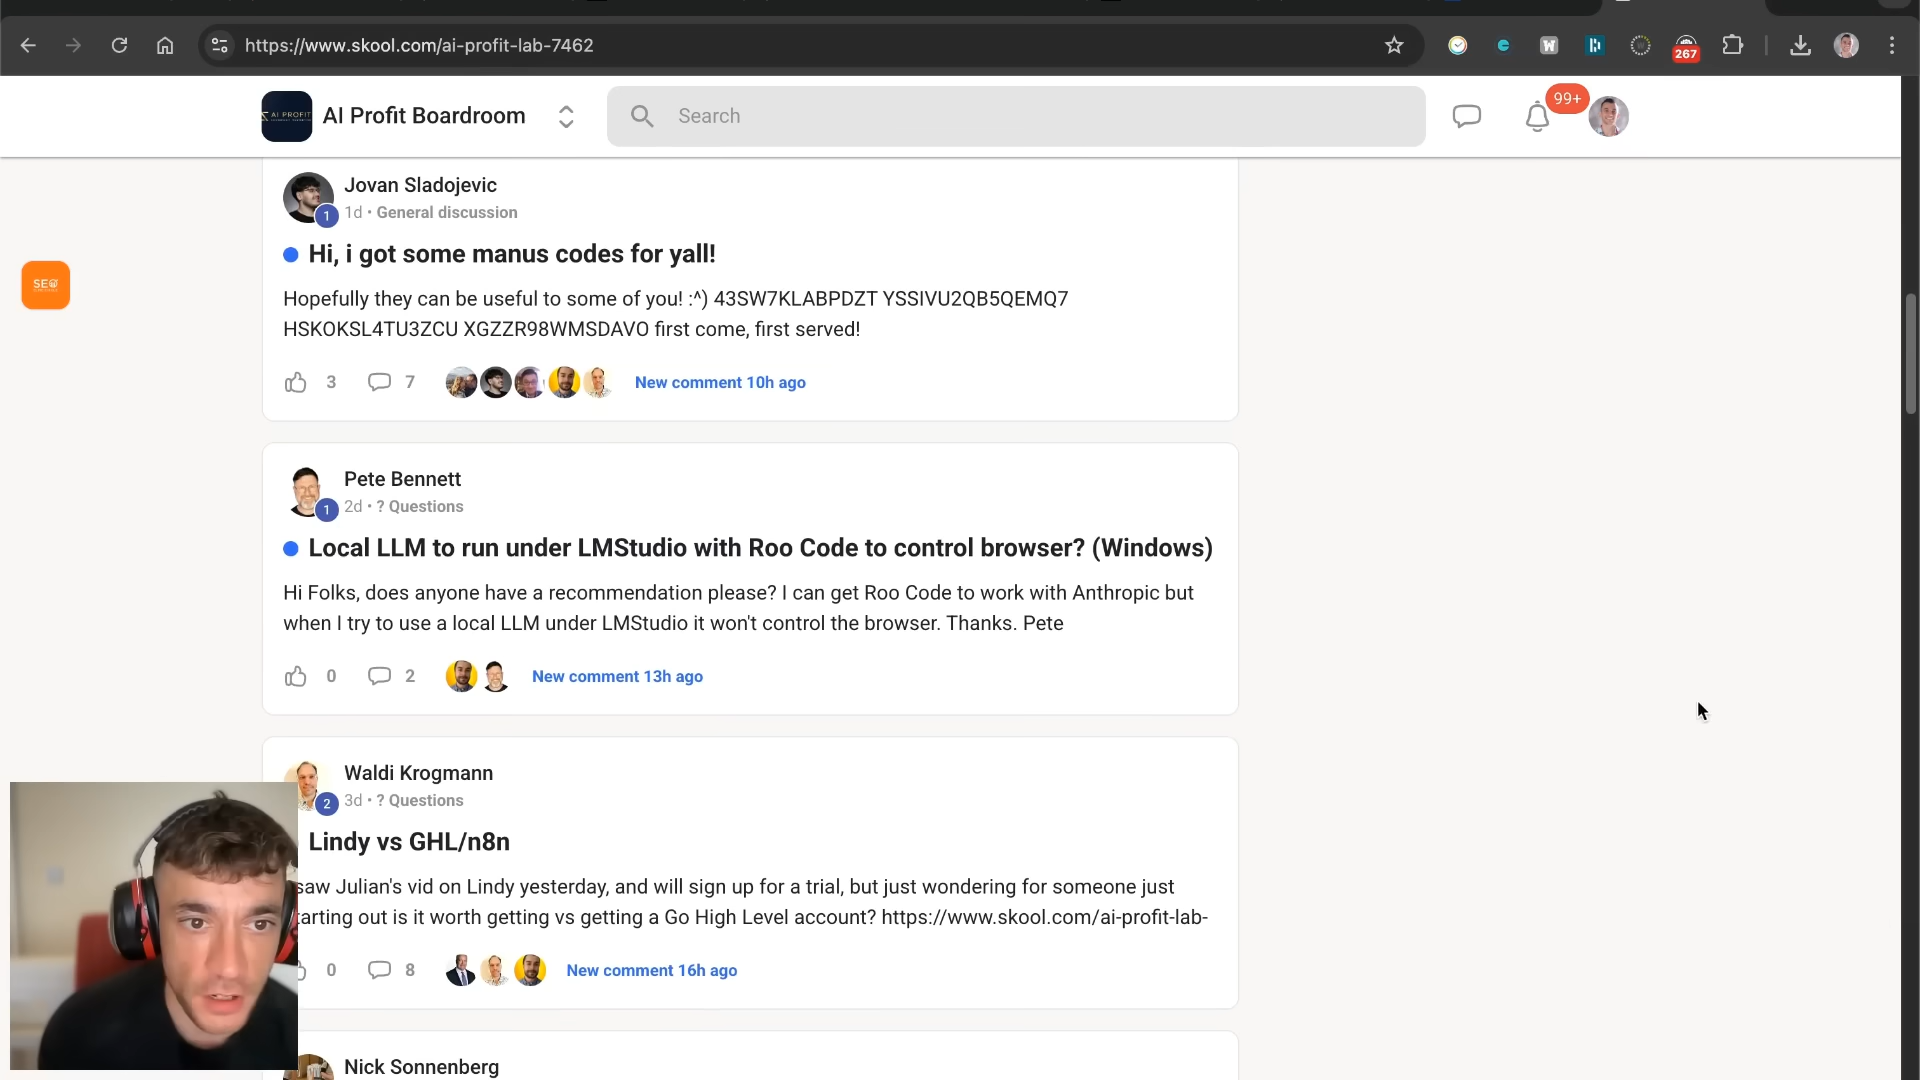 https://www.skool.com/ai-profit-lab-7462
267
AI PROFIT
AI Profit Boardroom
Search
99+
Jovan Sladojevic
1
1d • General discussion
Hi, i got some manus codes for yall!
SEO
Hopefully they can be useful to some of you! :^) 43SW7KLABPDZT YSSIVU2QB5QEMQ7
HSKOKSL4TU3ZCU XGZZR98WMSDAVO first come, first served!
3
7
New comment 10h ago
Pete Bennett
1
2d • ? Questions
Local LLM to run under LMStudio with Roo Code to control browser? (Windows)
Hi Folks, does anyone have a recommendation please? I can get Roo Code to work with Anthropic but
when I try to use a local LLM under LMStudio it won't control the browser. Thanks. Pete
0
2
New comment 13h ago
Waldi Krogmann
2
3d • ? Questions
Lindy vs GHL/n8n
saw Julian's vid on Lindy yesterday, and will sign up for a trial, but just wondering for someone just
tarting out is it worth getting vs getting a Go High Level account? https://www.skool.com/ai-profit-lab-
0
8
New comment 16h ago
Nick Sonnenberg